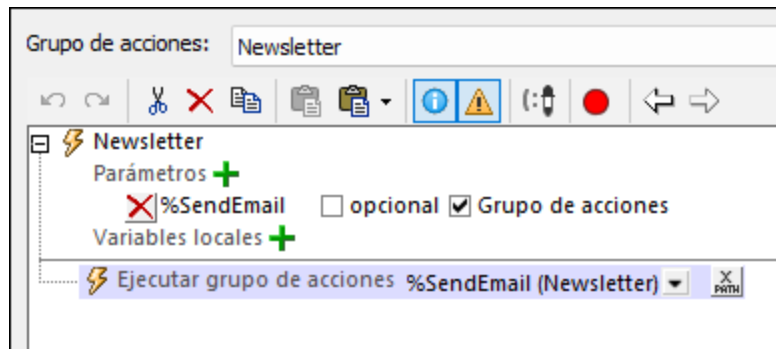 Grupo de acciones: Newsletter
Newsletter
Parámetros
%SendEmail opcional Grupo de acciones
Variables locales
Ejecutar grupo de acciones %SendEmail (Newsletter) X PATH